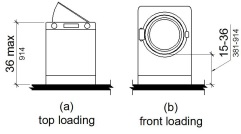 36 max
914
15-36
381-914
(a)
top loading
(b)
front loading